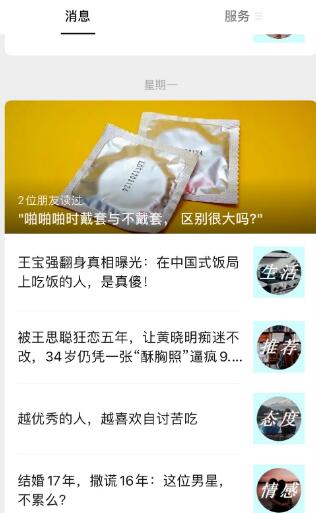 消息
服务
星期一
2位朋友读过
"啪啪啪时戴套与不戴套， 区别很大吗?"
王宝强翻身真相曝光：在中国式饭局
上吃饭的人，是真傻！
生活
被王思聪狂恋五年，让黄晓明痴迷不
改，34岁仍凭一张“酥胸照”逼疯9....
推荐
越优秀的人，越喜欢自讨苦吃
态度
结婚17年，撒谎16年：这位男星，
不累么？
情感